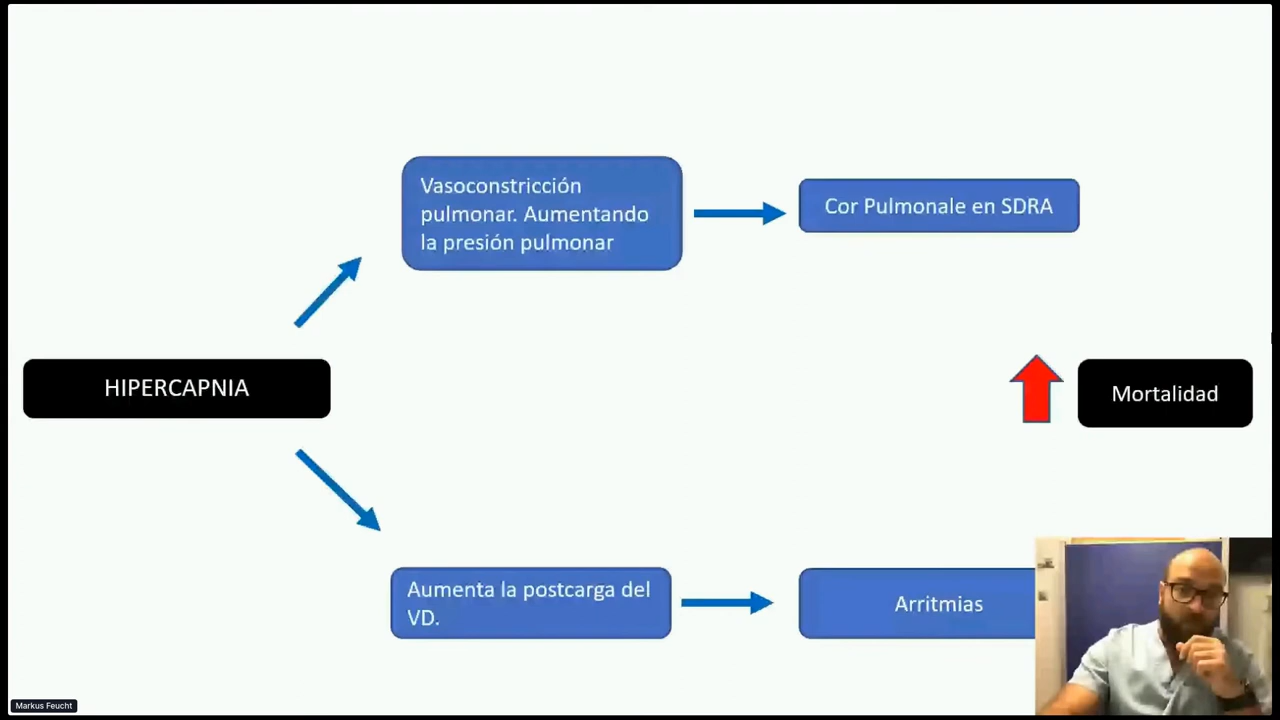 Vasoconstricción
pulmonar. Aumentando
la presión pulmonar
Cor Pulmonale en SDRA
HIPERCAPNIA
Mortalidad
Aumenta la postcarga del
VD.
Arritmias
Markus Feucht